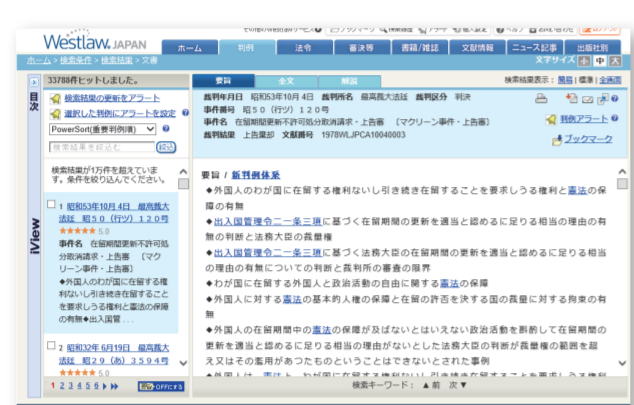 Westlaw. JAPAN
ホーム
判例
法令
審決等
書籍/雑誌
文献情報
ニュース記事
出版社別
ホーム > 検索条件 > 検索結果 > 文書
文字サイズ 小 中 大
33788件ヒットしました。
要旨
全文
解説
検索結果表示： 簡易 | 標準 | 全画面
目次
検索結果の更新をアラート
選択した判例にアラートを設定
PowerSort(重要判例順)
検索結果を絞込む
絞込
裁判年月日 昭和53年10月 4日 裁判所名 最高裁大法廷 裁判区分 判決
事件番号 昭５０（行ツ）１２０号
事件名 在留期間更新不許可処分取消請求・上告審 〔マクリーン事件・上告審〕
裁判結果 上告棄却 文献番号 1978WLJPCA10040003
判例アラート
ブックマーク
検索結果が1万件を超えています。条件を絞り込んでください。
iView
1 昭和53年10月 4日 最高裁大法廷 昭５０（行ツ）１２０号
★★★★★ 5.0
事件名 在留期間更新不許可処分取消請求・上告審 〔マクリーン事件・上告審〕
◆外国人のわが国に在留する権利ないし引き続き在留することを要求しうる権利と憲法の保障の有無◆出入国管...
2 昭和32年 6月19日 最高裁大法廷 昭２９（あ）３５９４号
★★★★★ 5.0
1 2 3 4 5 6
要旨 / 新判例体系
◆外国人のわが国に在留する権利ないし引き続き在留することを要求しうる権利と憲法の保
障の有無
◆出入国管理令二一条三項に基づく在留期間の更新を適当と認めるに足りる相当の理由の有
無の判断と法務大臣の裁量権
◆出入国管理令二一条三項に基づく法務大臣の在留期間の更新を適当と認めるに足りる相当
の理由の有無についての判断と裁判所の審査の限界
◆わが国に在留する外国人と政治活動の自由に関する憲法の保障
◆外国人に対する憲法の基本的人権の保障と在留の許否を決する国の裁量に対する拘束の有
無
◆外国人の在留期間中の憲法の保障が及ばないとはいえない政治活動を斟酌して在留期間の
更新を適当と認めるに足りる相当の理由がないとした法務大臣の判断が裁量権の範囲を超
え又はその濫用があつたものということはできないとされた事例
検索キーワード： ▲前 次▼